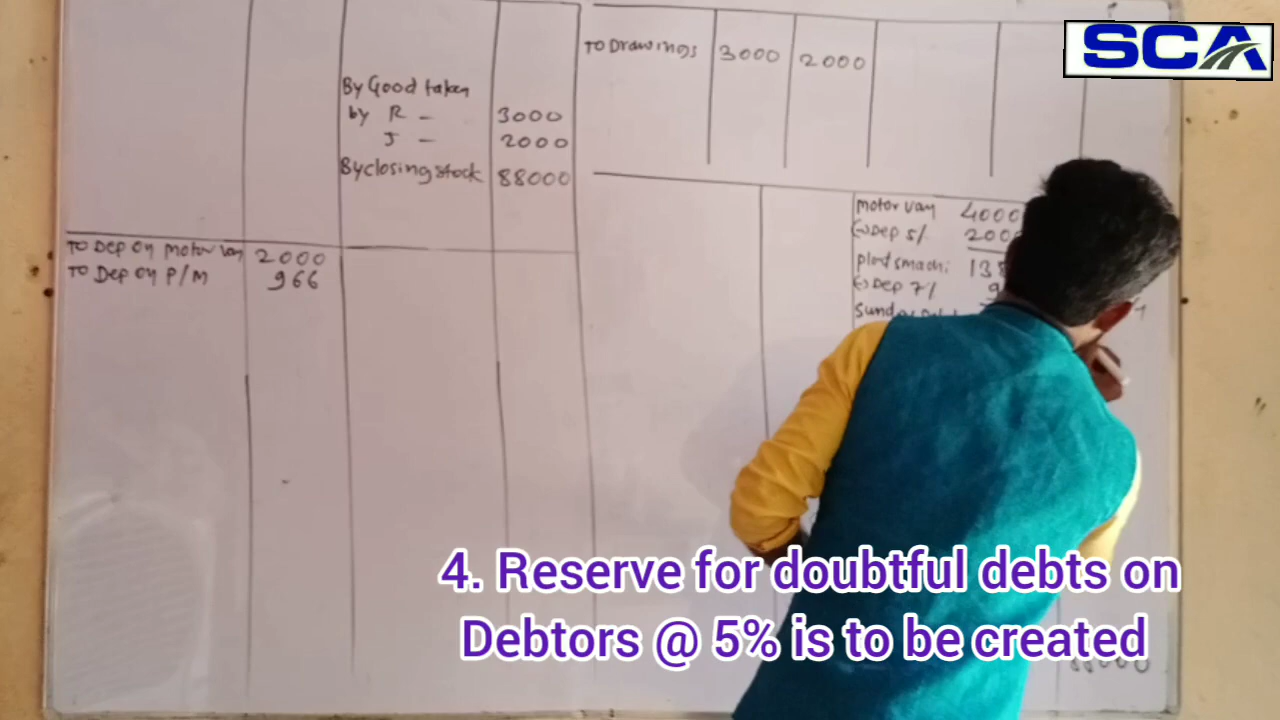 SCA
To Drawings 3000 2000
By Good taken
by R - 3000
J - 2000
By closing stock 88000
motor van 4000
(-) Dep 5/. 200
To Dep on motor van 2000
To Dep on P/M 966
(-) Dep 7/. 9
4. Reserve for doubtful debts on
Debtors @ 5% is to be created